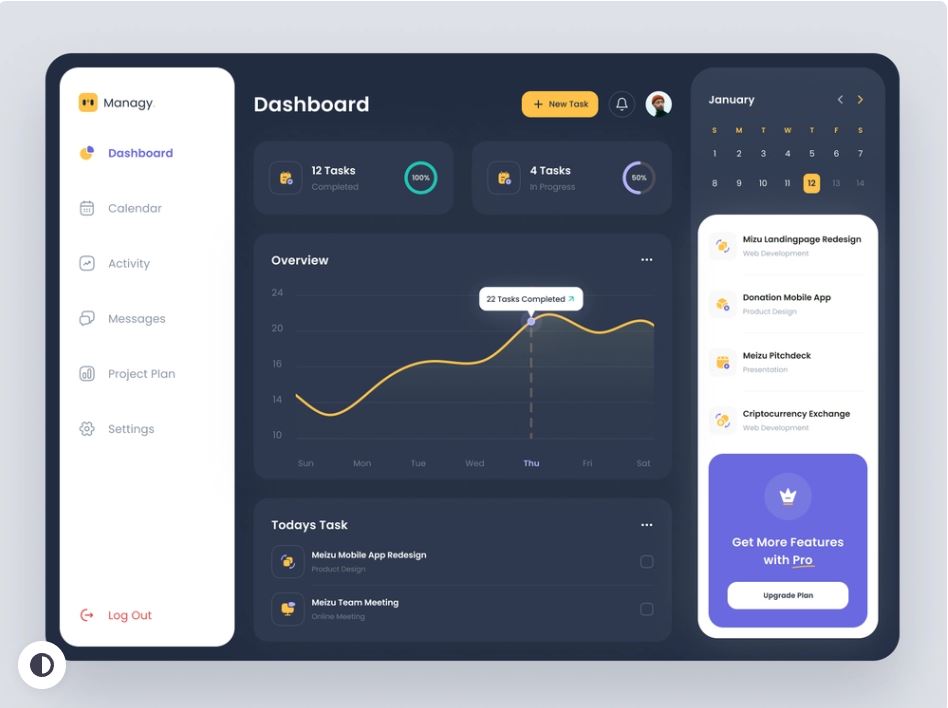 Managy.
Dashboard
Calendar
Activity
Messages
Project Plan
Settings
Log Out
Dashboard
New Task
12 Tasks
Completed
100%
4 Tasks
In Progress
50%
Overview
22 Tasks Completed
24
20
16
14
10
Sun Mon Tue Wed Thu Fri Sat
Todays Task
Meizu Mobile App Redesign
Product Design
Meizu Team Meeting
Online Meeting
January
S M T W T F S
1 2 3 4 5 6 7
8 9 10 11 12 13 14
Mizu Landingpage Redesign
Web Development
Donation Mobile App
Product Design
Meizu Pitchdeck
Presentation
Criptocurrency Exchange
Web Development
Get More Features
with Pro
Upgrade Plan